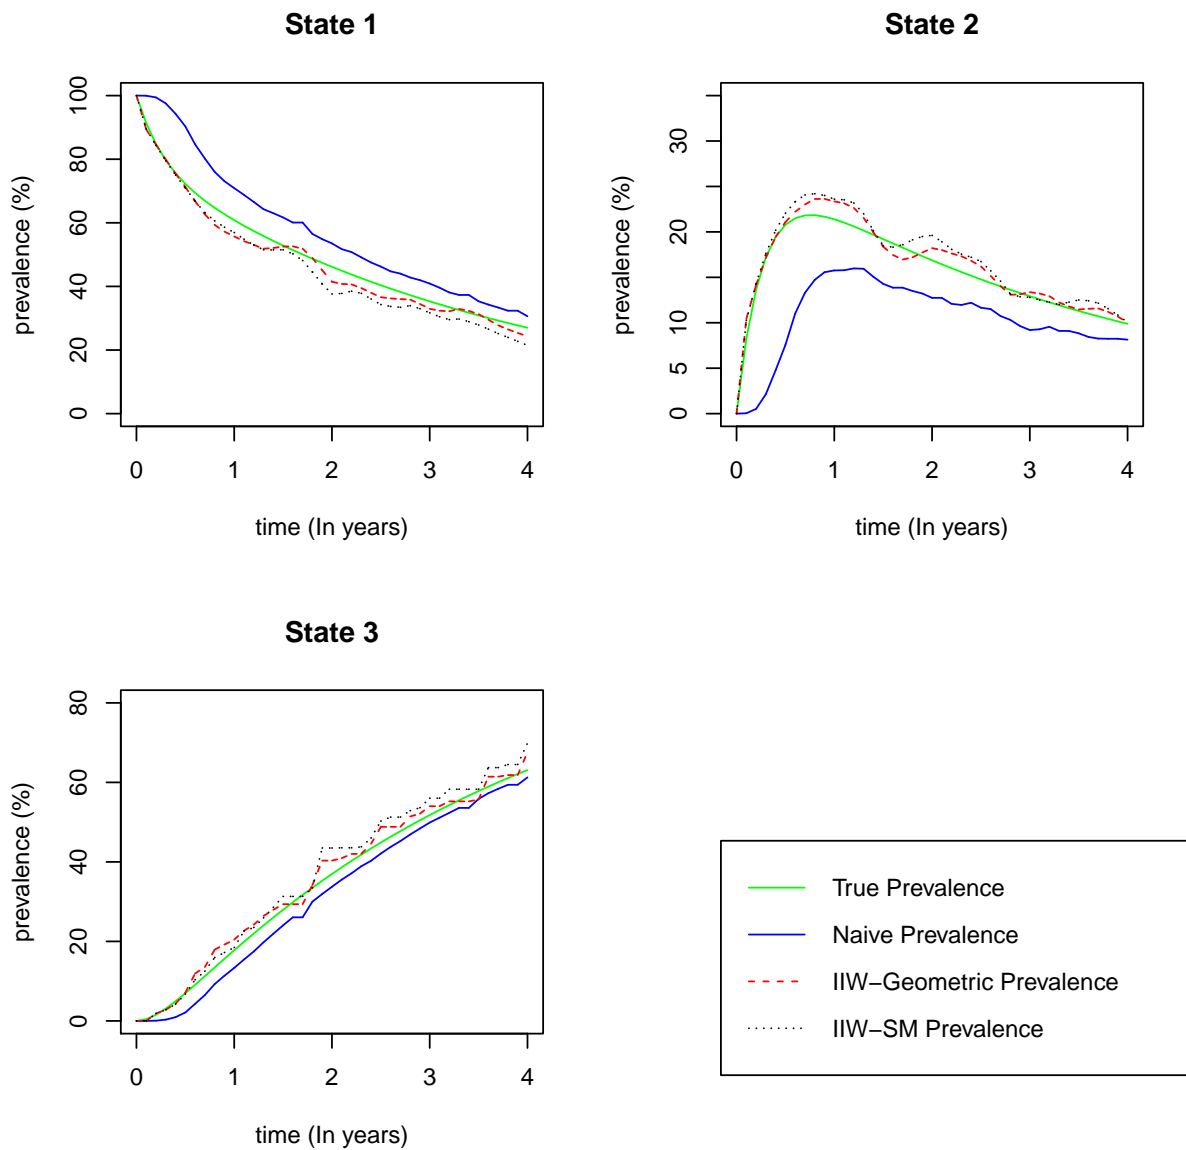 State 1
100
80
60
40
20
0
prevalence (%)
0 1 2 3 4
time (In years)
State 2
30
20
10
5
0
prevalence (%)
0 1 2 3 4
time (In years)
State 3
80
60
40
20
0
prevalence (%)
0 1 2 3 4
time (In years)
True Prevalence
Naive Prevalence
IIW−Geometric Prevalence
IIW−SM Prevalence